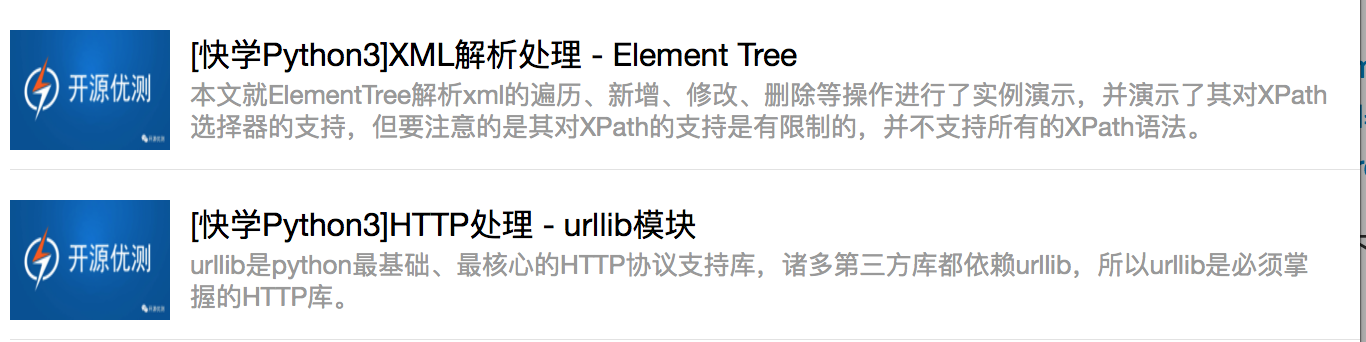 开源优测
[快学Python3]XML解析处理 - Element Tree
本文就ElementTree解析xml的遍历、新增、修改、删除等操作进行了实例演示，并演示了其对XPath
选择器的支持，但要注意的是其对XPath的支持是有限制的，并不支持所有的XPath语法。
开源优测
开源优测
[快学Python3]HTTP处理 - urllib模块
urllib是python最基础、最核心的HTTP协议支持库，诸多第三方库都依赖urllib，所以urllib是必须掌
握的HTTP库。
开源优测